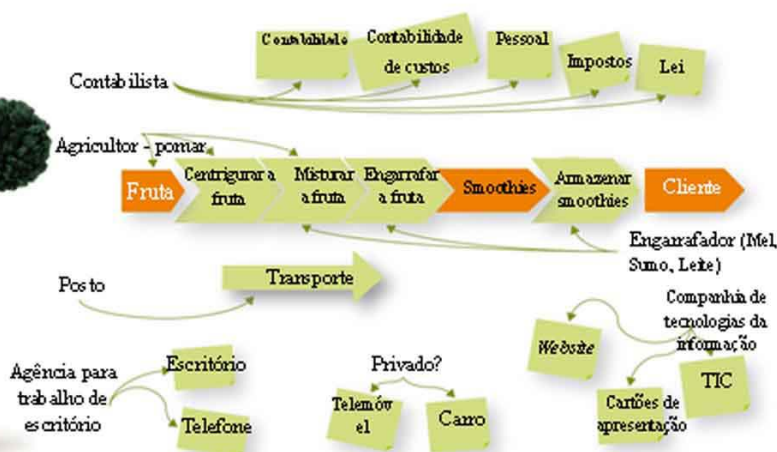 Contabilidade
Contabilidade
de custos
Pessoal
Impostos
Lei
Contabilista
Agricultor - pomar
Fruta
Centrigurar a
fruta
Misturar
a fruta
Engarrafar
a fruta
Smoothies
Armazenar
smoothies
Cliente
Engarrafador (Mel,
Sumo, Leite)
Posto
Transporte
Companhia de
tecnologias da
informação
Website
TIC
Cartões de
apresentação
Agência para
trabalho de
escritório
Escritório
Telefone
Privado?
Telemóv
el
Carro